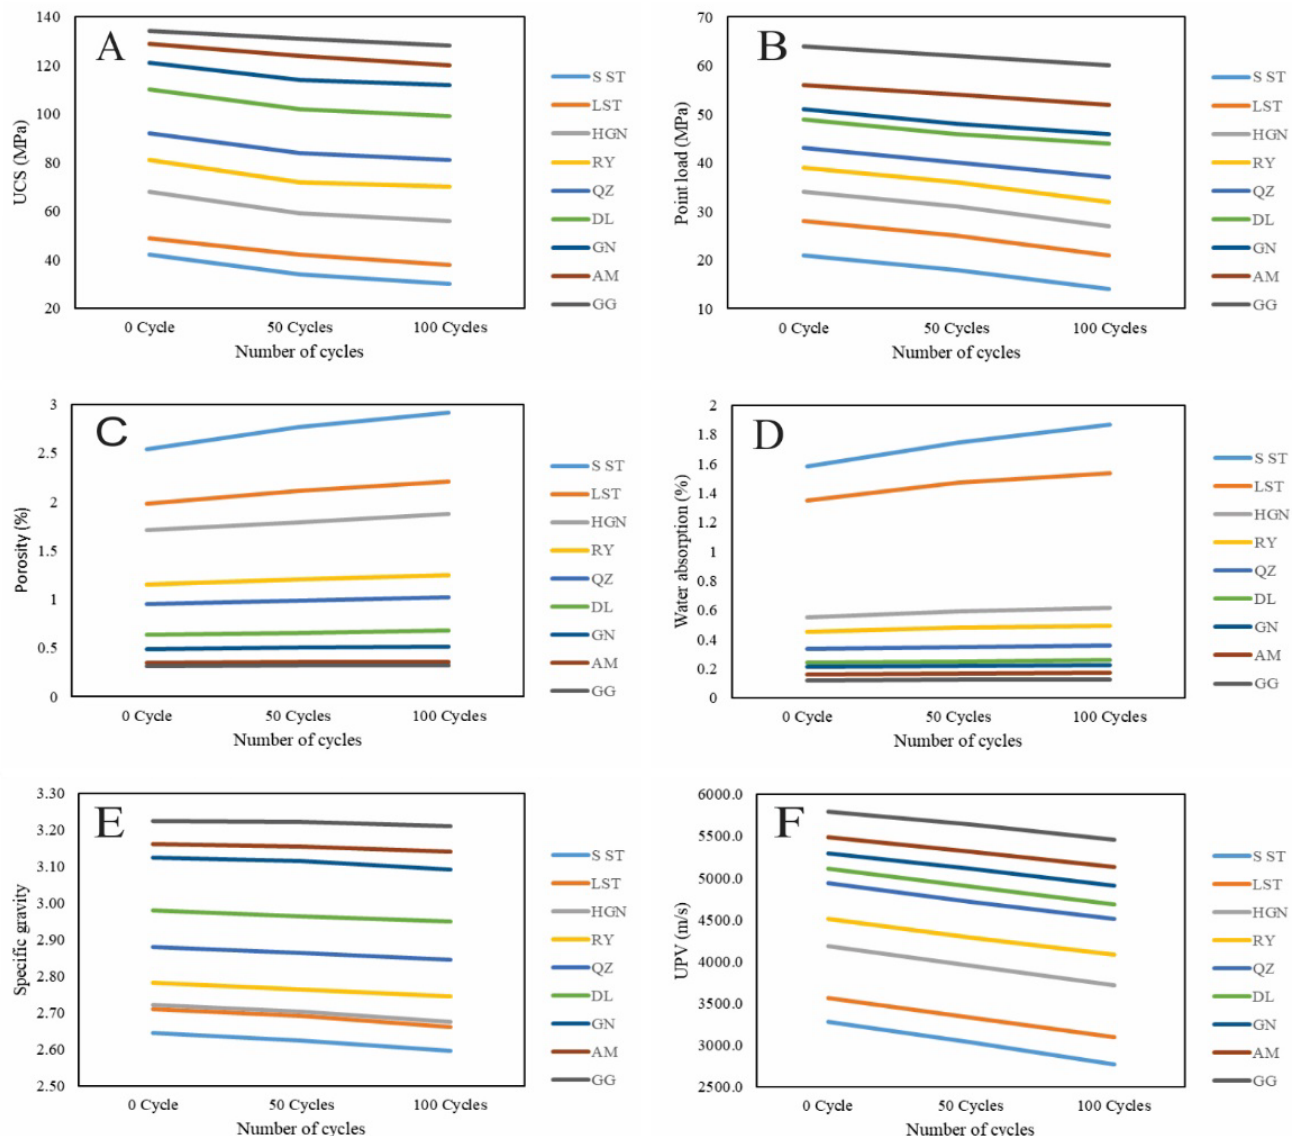 A
140
120
100
80
60
40
20
UCS (MPa)
0 Cycle 50 Cycles 100 Cycles
Number of cycles
S ST
LST
HGN
RY
QZ
DL
GN
AM
GG
B
70
60
50
40
30
20
10
Point load (MPa)
0 Cycle 50 Cycles 100 Cycles
Number of cycles
S ST
LST
HGN
RY
QZ
DL
GN
AM
GG
C
3
2.5
2
1.5
1
0.5
0
Porosity (%)
0 Cycle 50 Cycles 100 Cycles
Number of cycles
S ST
LST
HGN
RY
QZ
DL
GN
AM
GG
D
2
1.8
1.6
1.4
1.2
1
0.8
0.6
0.4
0.2
0
Water absorption (%)
0 Cycle 50 Cycles 100 Cycles
Number of cycles
S ST
LST
HGN
RY
QZ
DL
GN
AM
GG
E
3.30
3.20
3.10
3.00
2.90
2.80
2.70
2.60
2.50
Specific gravity
0 Cycle 50 Cycles 100 Cycles
Number of cycles
S ST
LST
HGN
RY
QZ
DL
GN
AM
GG
F
6000.0
5500.0
5000.0
4500.0
4000.0
3500.0
3000.0
2500.0
UPV (m/s)
0 Cycle 50 Cycles 100 Cycles
Number of cycles
S ST
LST
HGN
RY
QZ
DL
GN
AM
GG